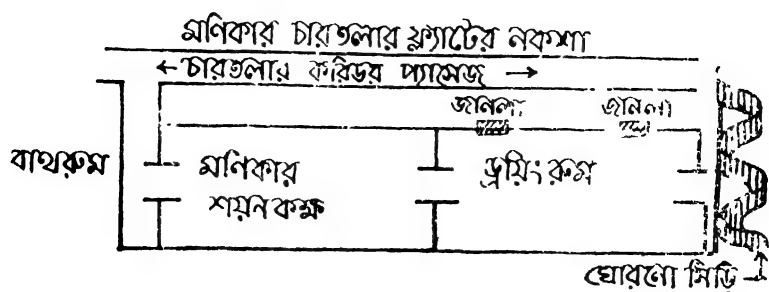 মণিকার চারতলার ফ্ল্যাটের নকশা
← চারতলার করিডর প্যাসেজ →
জানলা জানলা
বাথরুম মণিকার ড্রয়িংরুম
শয়নকক্ষ
ঘোরানো সিঁড়ি